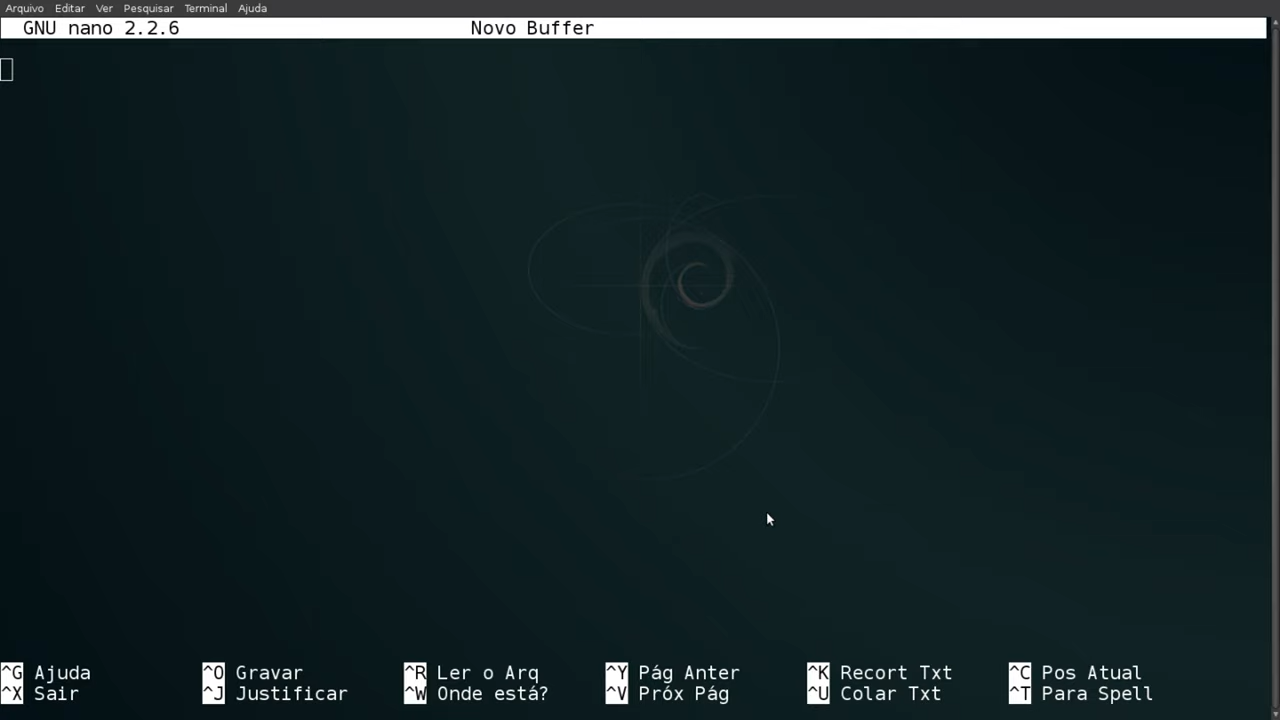 Arquivo Editar Ver Pesquisar Terminal Ajuda
GNU nano 2.2.6 Novo Buffer
^G Ajuda ^O Gravar ^R Ler o Arq ^Y Pág Anter ^K Recort Txt ^C Pos Atual
^X Sair ^J Justificar ^W Onde está? ^V Próx Pág ^U Colar Txt ^T Para Spell